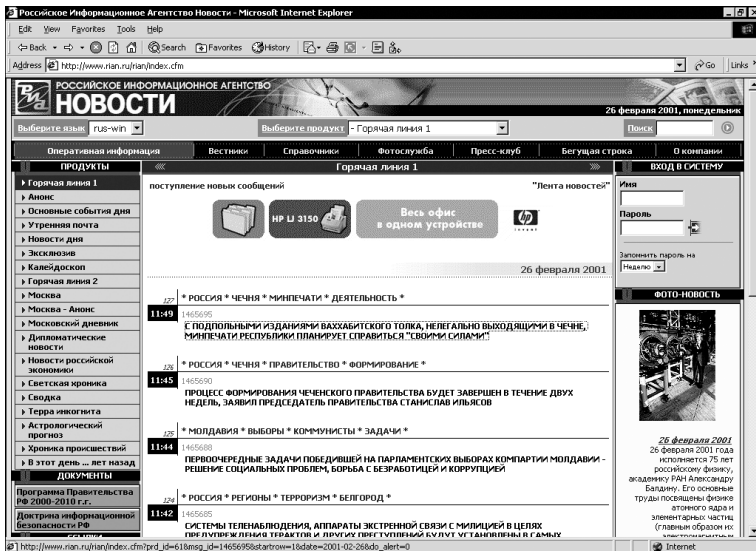 Российское Информационное Агентство Новости - Microsoft Internet Explorer
Edit View Favorites Tools Help
Back Search Favorites History
Address http://www.rian.ru/rian/index.cfm Go Links
РОССИЙСКОЕ ИНФОРМАЦИОННОЕ АГЕНТСТВО
НОВОСТИ
26 февраля 2001, понедельник
Выберите язык rus-win Выберите продукт - Горячая линия 1 Поиск
Оперативная информация Вестники Справочники Фотослужба Пресс-клуб Бегущая строка О компании
ПРОДУКТЫ
Горячая линия 1
Анонс
Основные события дня
Утренняя почта
Новости дня
Эксклюзив
Калейдоскоп
Горячая линия 2
Москва
Москва - Анонс
Московский дневник
Дипломатические
новости
Новости российской
экономики
Светская хроника
Сводка
Терра инкогнита
Астрологический
прогноз
Хроника происшествий
В этот день ... лет назад
ДОКУМЕНТЫ
Программа Правительства
РФ 2000-2010 г.г.
Доктрина информационной
безопасности РФ
Горячая линия 1
поступление новых сообщений "Лента новостей"
HP LJ 3150
Весь офис
в одном устройстве
hp
invent
26 февраля 2001
127 * РОССИЯ * ЧЕЧНЯ * МИНПЕЧАТИ * ДЕЯТЕЛЬНОСТЬ *
11:49 1465695
С ПОДПОЛЬНЫМИ ИЗДАНИЯМИ ВАХХАБИТСКОГО ТОЛКА, НЕЛЕГАЛЬНО ВЫХОДЯЩИМИ В ЧЕЧНЕ,
МИНПЕЧАТИ РЕСПУБЛИКИ ПЛАНИРУЕТ СПРАВИТЬСЯ "СВОИМИ СИЛАМИ"
126 * РОССИЯ * ЧЕЧНЯ * ПРАВИТЕЛЬСТВО * ФОРМИРОВАНИЕ *
11:45 1465690
ПРОЦЕСС ФОРМИРОВАНИЯ ЧЕЧЕНСКОГО ПРАВИТЕЛЬСТВА БУДЕТ ЗАВЕРШЕН В ТЕЧЕНИЕ ДВУХ
НЕДЕЛЬ, ЗАЯВИЛ ПРЕДСЕДАТЕЛЬ ПРАВИТЕЛЬСТВА СТАНИСЛАВ ИЛЬЯСОВ
125 * МОЛДАВИЯ * ВЫБОРЫ * КОММУНИСТЫ * ЗАДАЧИ *
11:44 1465688
ПЕРВООЧЕРЕДНЫЕ ЗАДАЧИ ПОБЕДИВШЕЙ НА ПАРЛАМЕНТСКИХ ВЫБОРАХ КОМПАРТИИ МОЛДАВИИ -
РЕШЕНИЕ СОЦИАЛЬНЫХ ПРОБЛЕМ, БОРЬБА С БЕЗРАБОТИЦЕЙ И КОРРУПЦИЕЙ
124 * РОССИЯ * РЕГИОНЫ * ТЕРРОРИЗМ * БЕЛГОРОД *
11:42 1465685
СИСТЕМЫ ТЕЛЕНАБЛЮДЕНИЯ, АППАРАТЫ ЭКСТРЕННОЙ СВЯЗИ С МИЛИЦИЕЙ В ЦЕЛЯХ
ПРЕДУПРЕЖДЕНИЯ ТЕРАКТОВ И ДРУГИХ ПРЕСТУПЛЕНИЙ БУДУТ УСТАНОВЛЕНЫ В САМЫХ
ВХОД В СИСТЕМУ
Имя
Пароль
Запомнить пароль на
Неделю
ФОТО-НОВОСТЬ
26 февраля 2001
26 февраля 2001 года
исполняется 75 лет
российскому физику,
академику РАН Александру
Балдину. Его основные
труды посвящены физике
атомного ядра и
элементарных частиц
(главным образом их
электромагнитным
http://www.rian.ru/rian/index.cfm?prd_id=61&msg_id=1465695&startrow=1&date=2001-02-26&do_alert=0 Internet